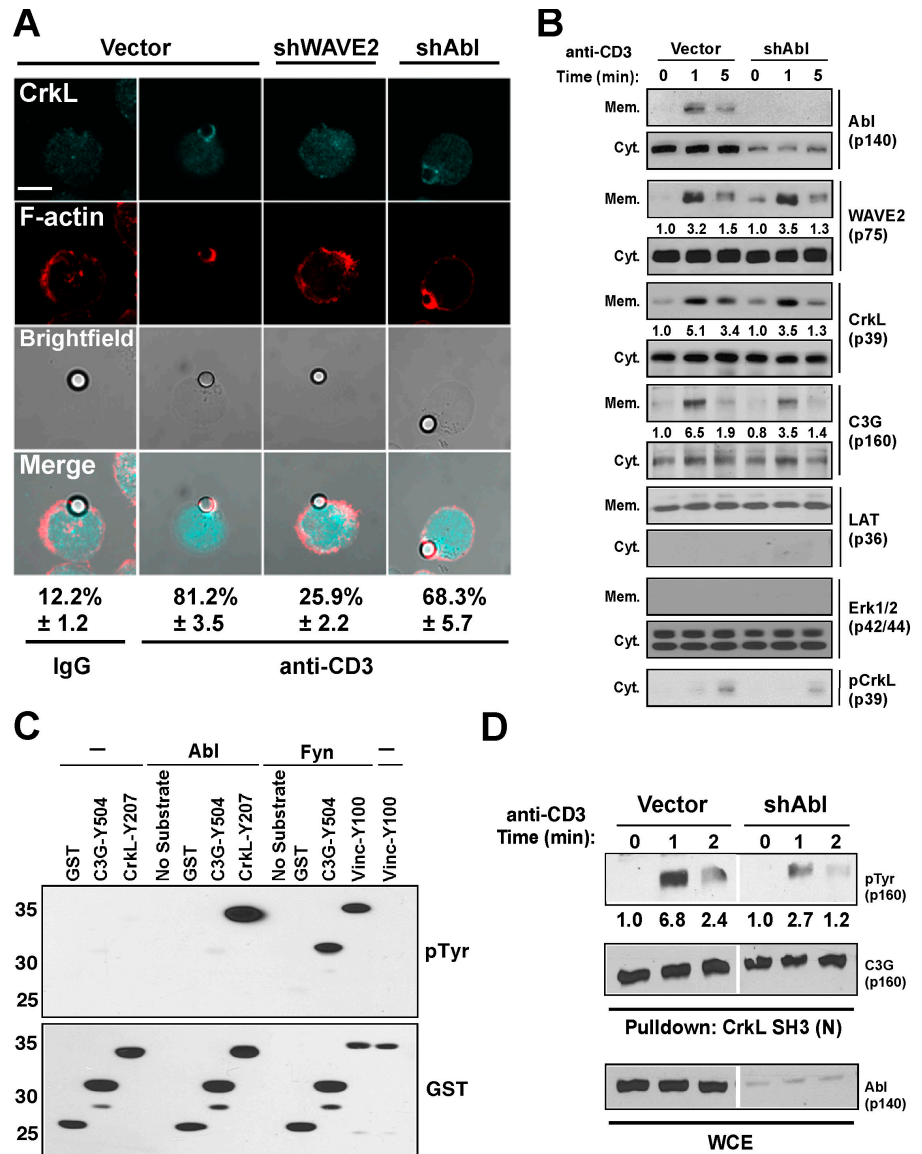 A
Vector shWAVE2 shAbl
CrkL
F-actin
Brightfield
Merge
12.2% 81.2% 25.9% 68.3%
± 1.2 ± 3.5 ± 2.2 ± 5.7
IgG anti-CD3
B
anti-CD3 Vector shAbl
Time (min): 0 1 5 0 1 5
Mem.
Abl
(p140)
Cyt.
Mem.
WAVE2
(p75)
1.0 3.2 1.5 1.0 3.5 1.3
Cyt.
Mem.
CrkL
(p39)
1.0 5.1 3.4 1.0 3.5 1.3
Cyt.
Mem.
C3G
(p160)
1.0 6.5 1.9 0.8 3.5 1.4
Cyt.
Mem.
LAT
(p36)
Cyt.
Mem.
Erk1/2
(p42/44)
Cyt.
Cyt.
pCrkL
(p39)
C
– Abl Fyn –
GST C3G-Y504 CrkL-Y207 No Substrate GST C3G-Y504 CrkL-Y207 No Substrate GST C3G-Y504 Vinc-Y100 Vinc-Y100
35
30
25
pTyr
35
30
25
GST
D
anti-CD3 Vector shAbl
Time (min): 0 1 2 0 1 2
pTyr
(p160)
1.0 6.8 2.4 1.0 2.7 1.2
C3G
(p160)
Pulldown: CrkL SH3 (N)
Abl
(p140)
WCE